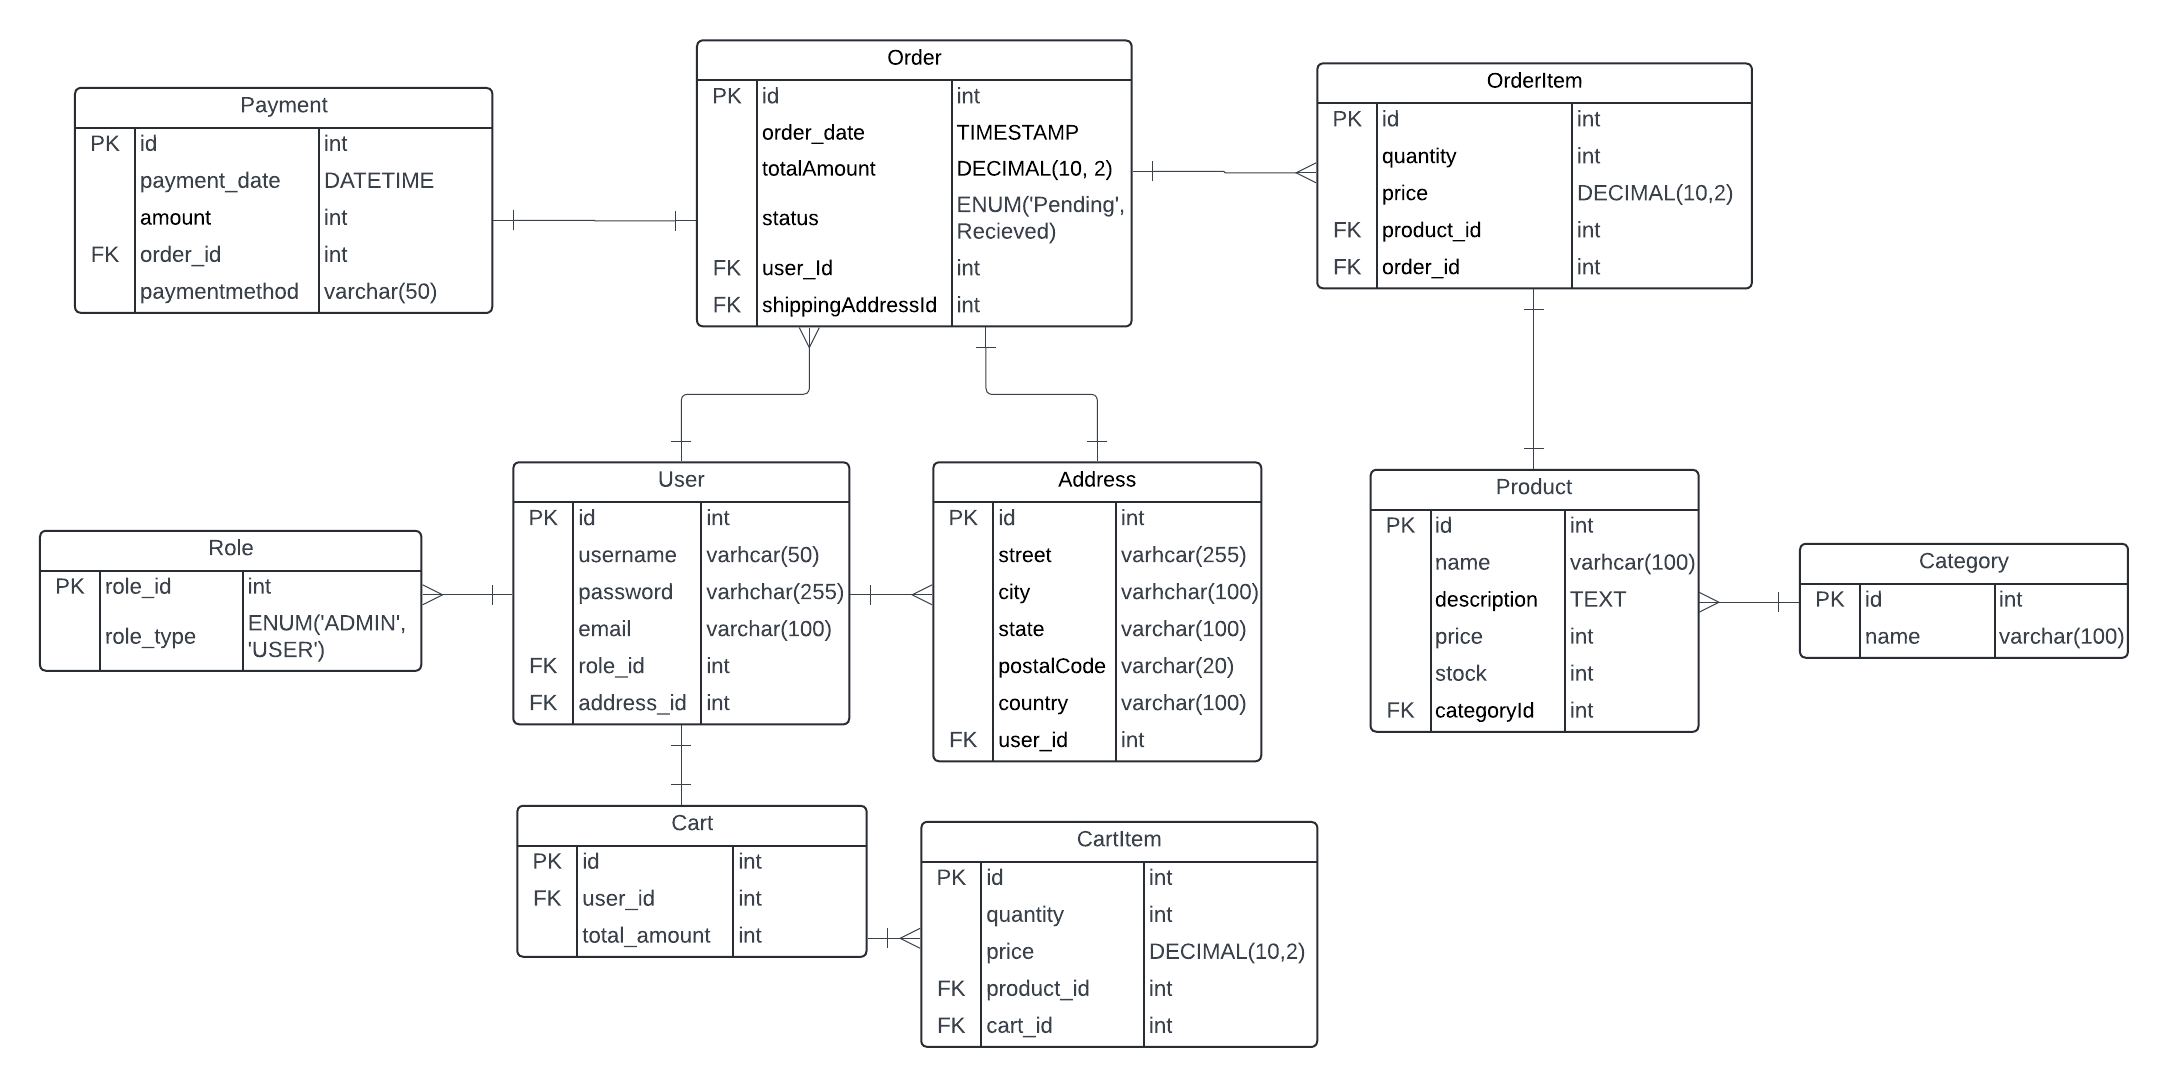 Payment
PK id int
payment_date DATETIME
amount int
FK order_id int
paymentmethod varchar(50)
Order
PK id int
order_date TIMESTAMP
totalAmount DECIMAL(10, 2)
status ENUM('Pending',
Recieved)
FK user_Id int
FK shippingAddressId int
OrderItem
PK id int
quantity int
price DECIMAL(10,2)
FK product_id int
FK order_id int
Role
PK role_id int
role_type ENUM('ADMIN',
'USER')
User
PK id int
username varhcar(50)
password varhchar(255)
email varchar(100)
FK role_id int
FK address_id int
Address
PK id int
street varhcar(255)
city varhchar(100)
state varchar(100)
postalCode varchar(20)
country varchar(100)
FK user_id int
Product
PK id int
name varhcar(100)
description TEXT
price int
stock int
FK categoryId int
Category
PK id int
name varchar(100)
Cart
PK id int
FK user_id int
total_amount int
CartItem
PK id int
quantity int
price DECIMAL(10,2)
FK product_id int
FK cart_id int